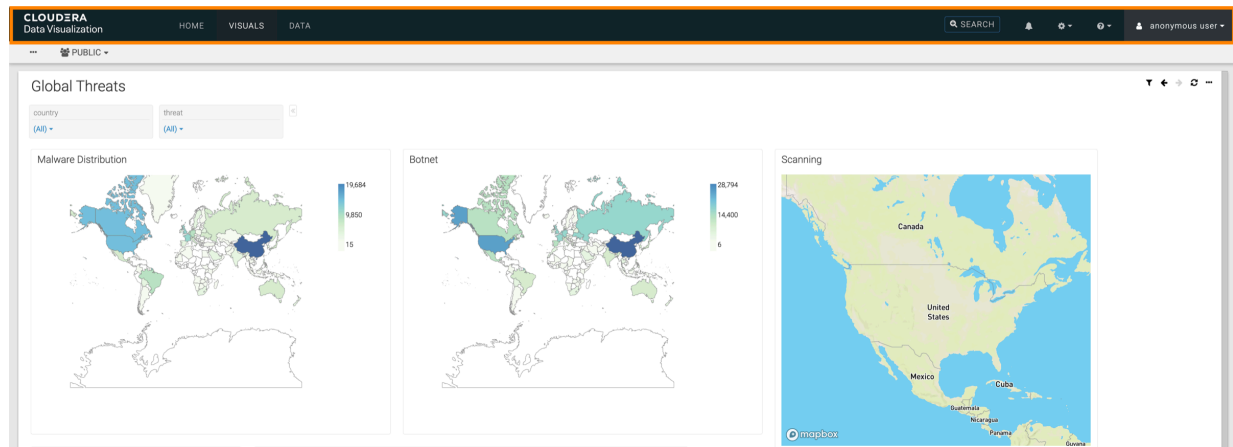 CLOUDERA
Data Visualization
HOME VISUALS DATA
SEARCH
anonymous user
PUBLIC
Global Threats
country
(All)
threat
(All)
Malware Distribution
19,684
9,850
15
Botnet
28,794
14,400
6
Scanning
Canada
United
States
Mexico
Cuba
Guatemala
Nicaragua
Panama
Guyana
mapbox